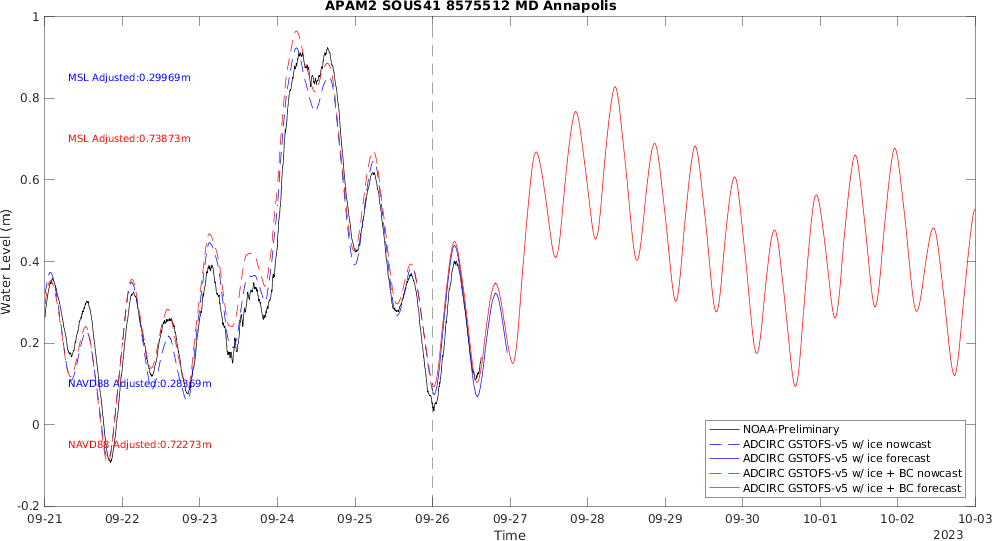 APAM2 SOUS41 8575512 MD Annapolis
1
0.8
0.6
0.4
0.2
0
-0.2
Water Level (m)
MSL Adjusted:0.29969m
MSL Adjusted:0.73873m
NAVD88 Adjusted:0.28369m
NAVD88 Adjusted:0.72273m
NOAA-Preliminary
ADCIRC GSTOFS-v5 w/ ice nowcast
ADCIRC GSTOFS-v5 w/ ice forecast
ADCIRC GSTOFS-v5 w/ ice + BC nowcast
ADCIRC GSTOFS-v5 w/ ice + BC forecast
09-21 09-22 09-23 09-24 09-25 09-26 09-27 09-28 09-29 09-30 10-01 10-02 10-03
Time
2023